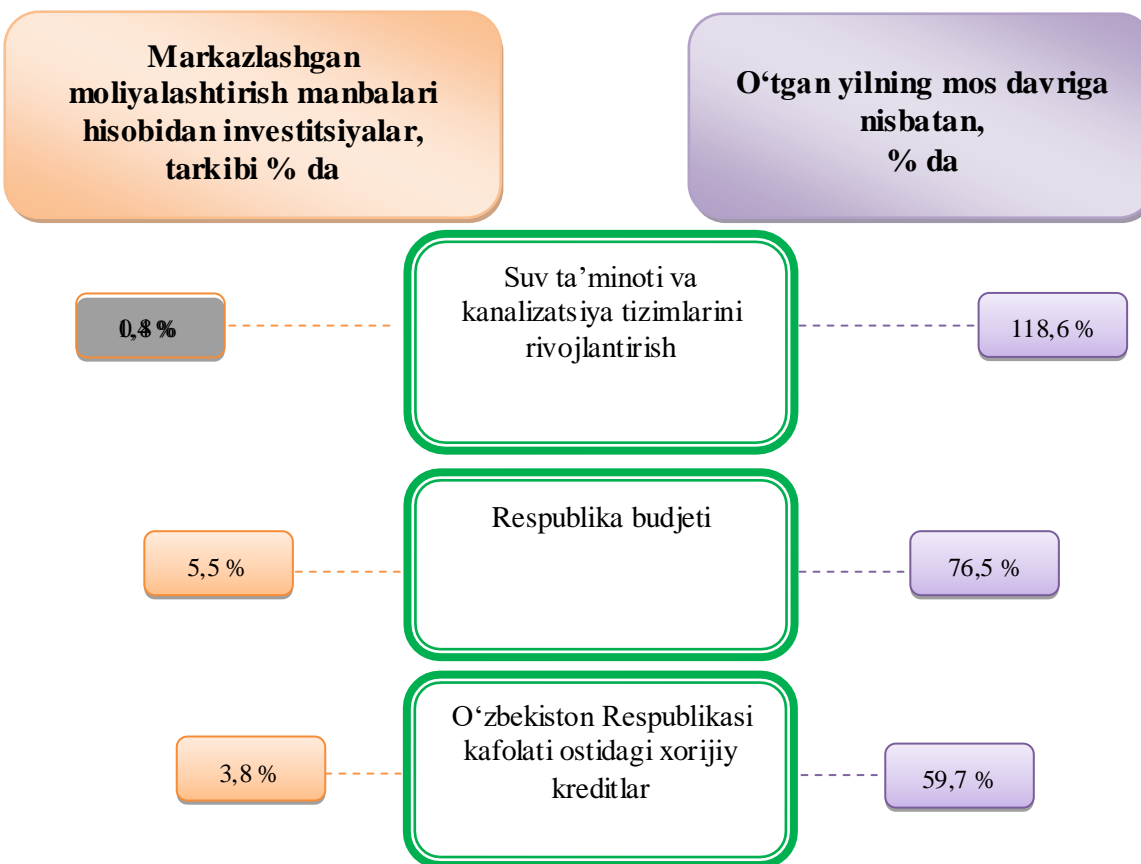 Markazlashgan
moliyalashtirish manbalari
hisobidan investitsiyalar,
tarkibi % da
O‘tgan yilning mos davriga
nisbatan,
% da
Suv ta’minoti va
kanalizatsiya tizimlarini
rivojlantirish
118,6 %
5,5 %
Respublika budjeti
76,5 %
3,8 %
O‘zbekiston Respublikasi
kafolati ostidagi xorijiy
kreditlar
59,7 %